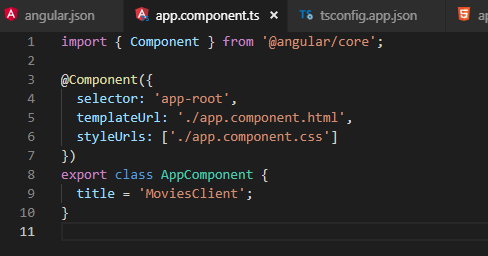 angular.json app.component.ts tsconfig.app.json ap
1 import { Component } from '@angular/core';
2
3 @Component({
4 selector: 'app-root',
5 templateUrl: './app.component.html',
6 styleUrls: ['./app.component.css']
7 })
8 export class AppComponent {
9 title = 'MoviesClient';
10 }
11